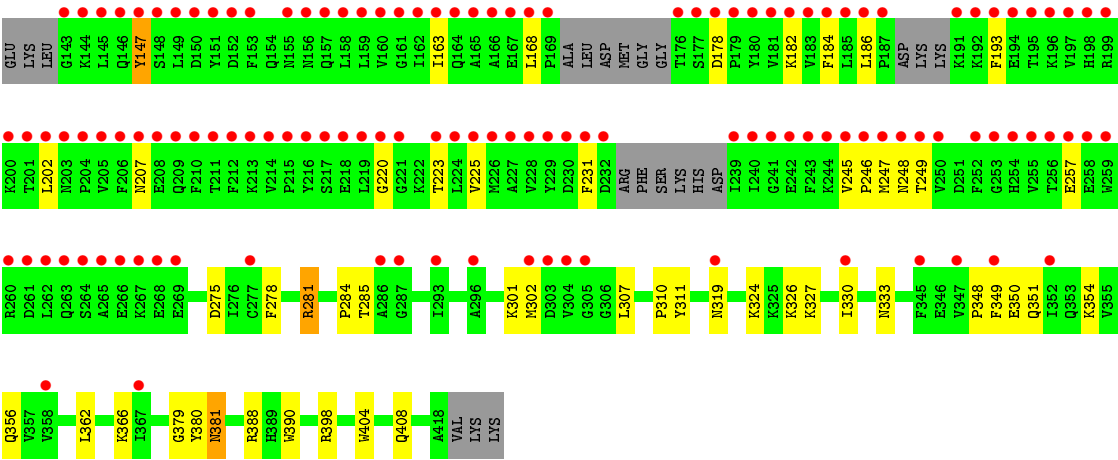 GLU LYS LEU G143 K144 L145 Q146 Y147 S148 L149 D150 Y151 D152 F153 Q154 N155 N156 Q157 L158 L159 V160 G161 I162 I163 Q164 A165 A166 E167 L168 P169 ALA LEU ASP MET GLY GLY T176 S177 D178 P179 Y180 V181 K182 V183 F184 L185 L186 P187 ASP LYS LYS K191 K192 F193 E194 T195 K196 V197 H198 R199
K200 T201 L202 N203 P204 V205 F206 N207 E208 Q209 F210 T211 F212 K213 V214 P215 Y216 S217 E218 L219 G220 G221 K222 T223 L224 V225 M226 A227 V228 Y229 D230 F231 D232 ARG PHE SER LYS HIS ASP I239 I240 G241 E242 F243 K244 V245 P246 M247 N248 T249 V250 D251 F252 G253 H254 V255 T256 E257 E258 W259
R260 D261 L262 Q263 S264 A265 E266 K267 E268 E269 D275 I276 C277 F278 R281 P284 T285 A286 G287 I293 A296 K301 M302 D303 V304 G305 G306 L307 P310 Y311 N319 K324 K325 K326 K327 I330 N333 F345 E346 V347 P348 F349 E350 Q351 I352 Q353 K354 V355
Q356 V357 V358 L362 K366 I367 G379 Y380 N381 R388 H389 W390 R398 W404 Q408 A418 VAL LYS LYS